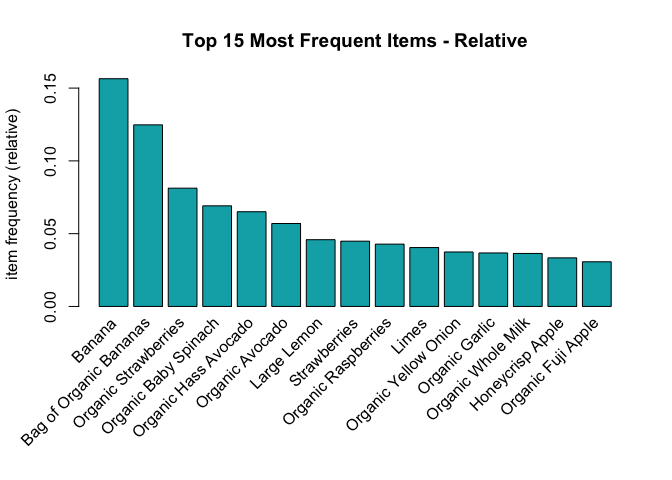 Top 15 Most Frequent Items - Relative
item frequency (relative)
0.15
0.10
0.05
0.00
Banana
Bag of Organic Bananas
Organic Strawberries
Organic Baby Spinach
Organic Hass Avocado
Organic Avocado
Large Lemon
Strawberries
Organic Raspberries
Limes
Organic Yellow Onion
Organic Garlic
Organic Whole Milk
Honeycrisp Apple
Organic Fuji Apple